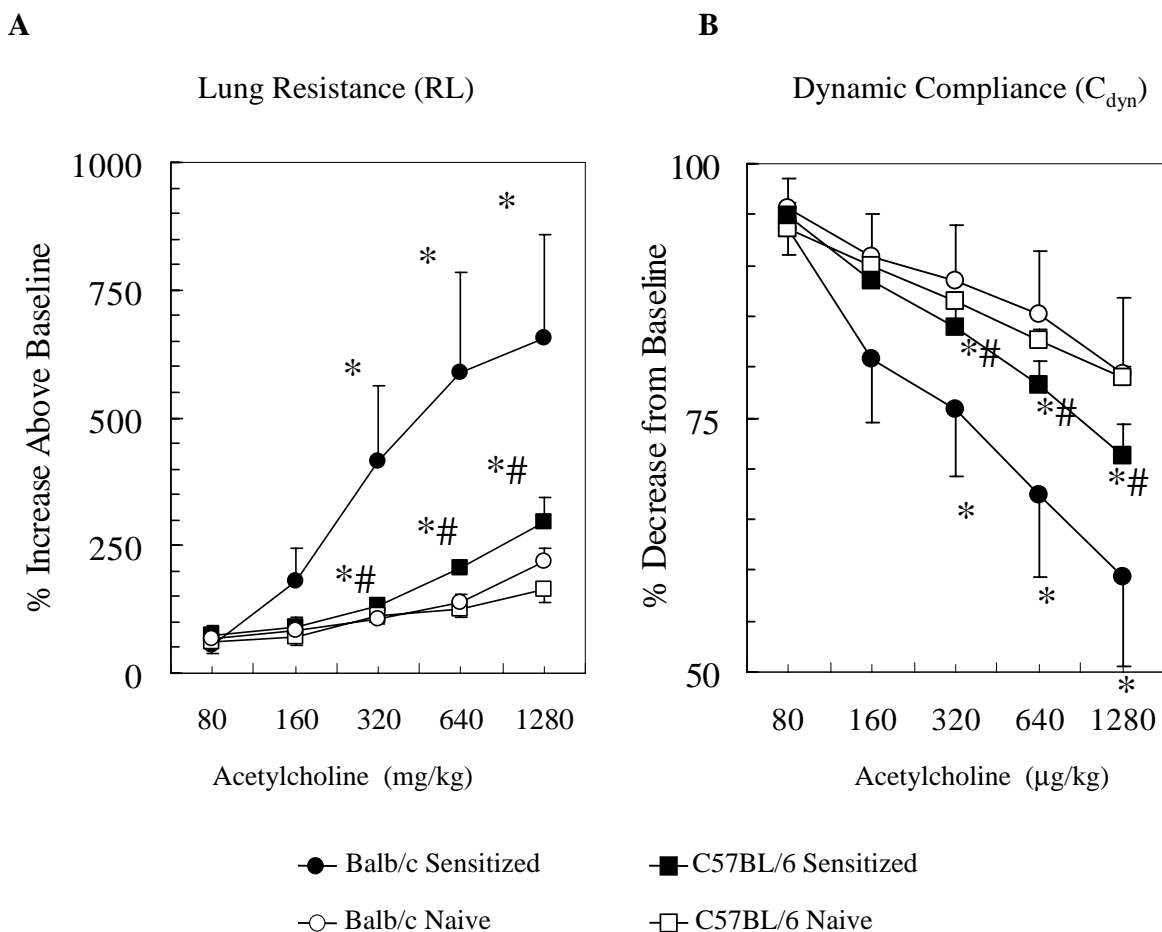 A
Lung Resistance (RL)
% Increase Above Baseline
1000
750
500
250
0
*
*
*
*#
*#
*#
80 160 320 640 1280
Acetylcholine (mg/kg)
B
Dynamic Compliance (Cdyn)
% Decrease from Baseline
100
75
50
*#
*#
*#
*
*
*
80 160 320 640 1280
Acetylcholine (μg/kg)
Balb/c Sensitized
C57BL/6 Sensitized
Balb/c Naive
C57BL/6 Naive